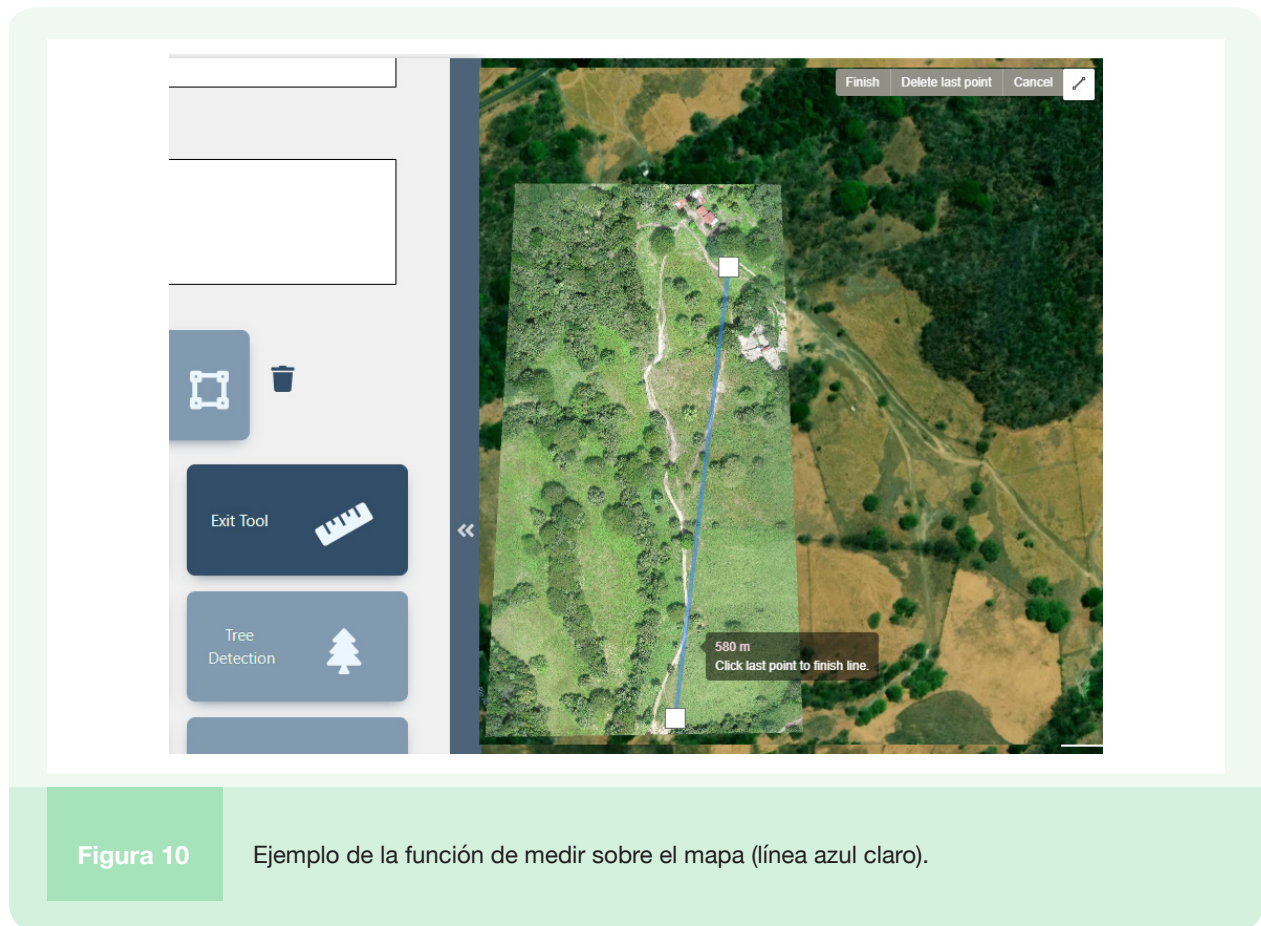 Finish Delete last point Cancel
Exit Tool
Tree
Detection
580 m
Click last point to finish line.
Figura 10
Ejemplo de la función de medir sobre el mapa (línea azul claro).